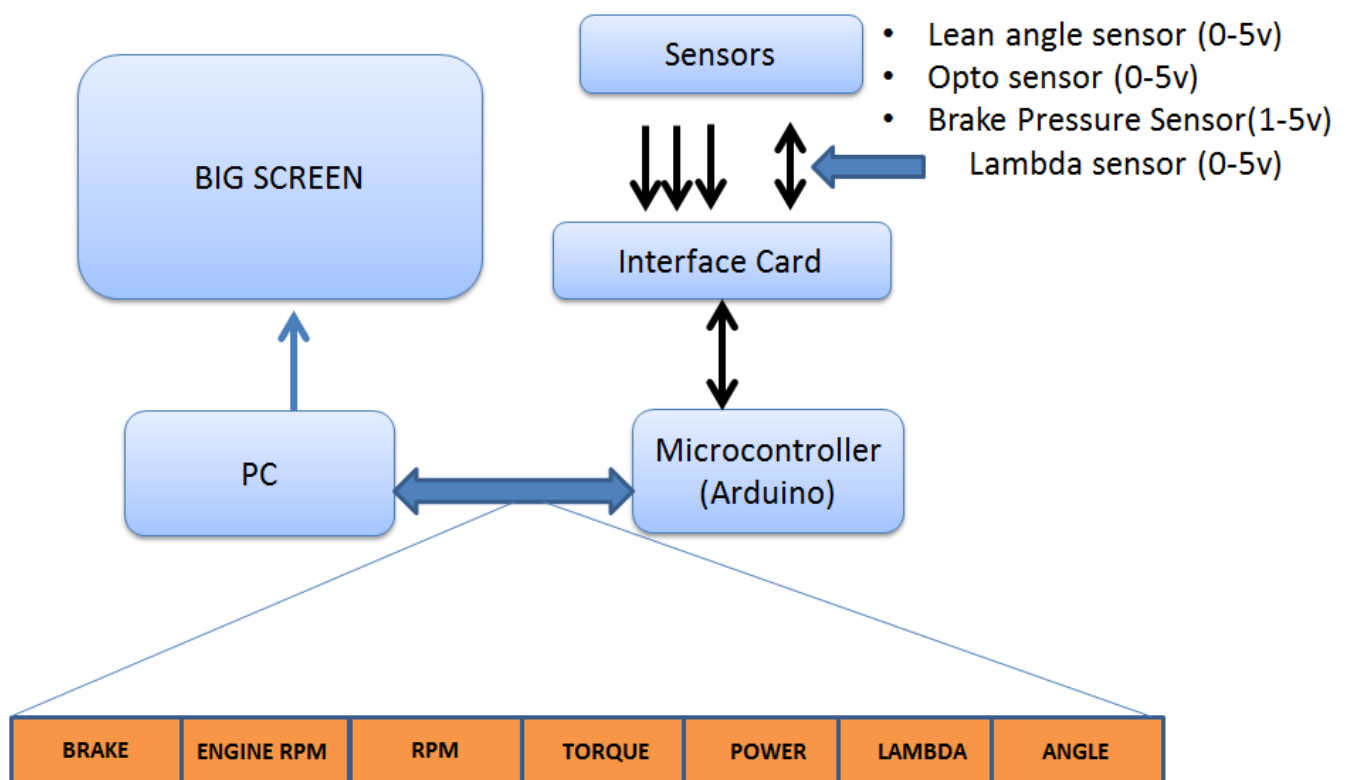 Sensors
• Lean angle sensor (0-5v)
• Opto sensor (0-5v)
• Brake Pressure Sensor(1-5v)
Lambda sensor (0-5v)
BIG SCREEN
Interface Card
PC
Microcontroller
(Arduino)
BRAKE ENGINE RPM RPM TORQUE POWER LAMBDA ANGLE